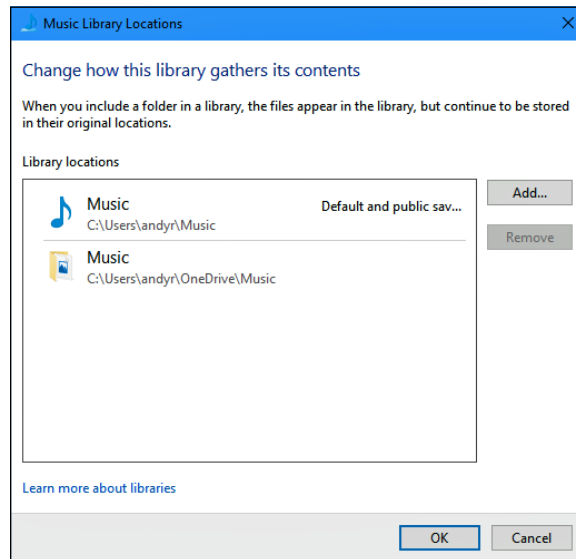 Music Library Locations
Change how this library gathers its contents
When you include a folder in a library, the files appear in the library, but continue to be stored
in their original locations.
Library locations
Music
Default and public sav...
C:\Users\andyr\Music
Music
C:\Users\andyr\OneDrive\Music
Add...
Remove
Learn more about libraries
OK
Cancel